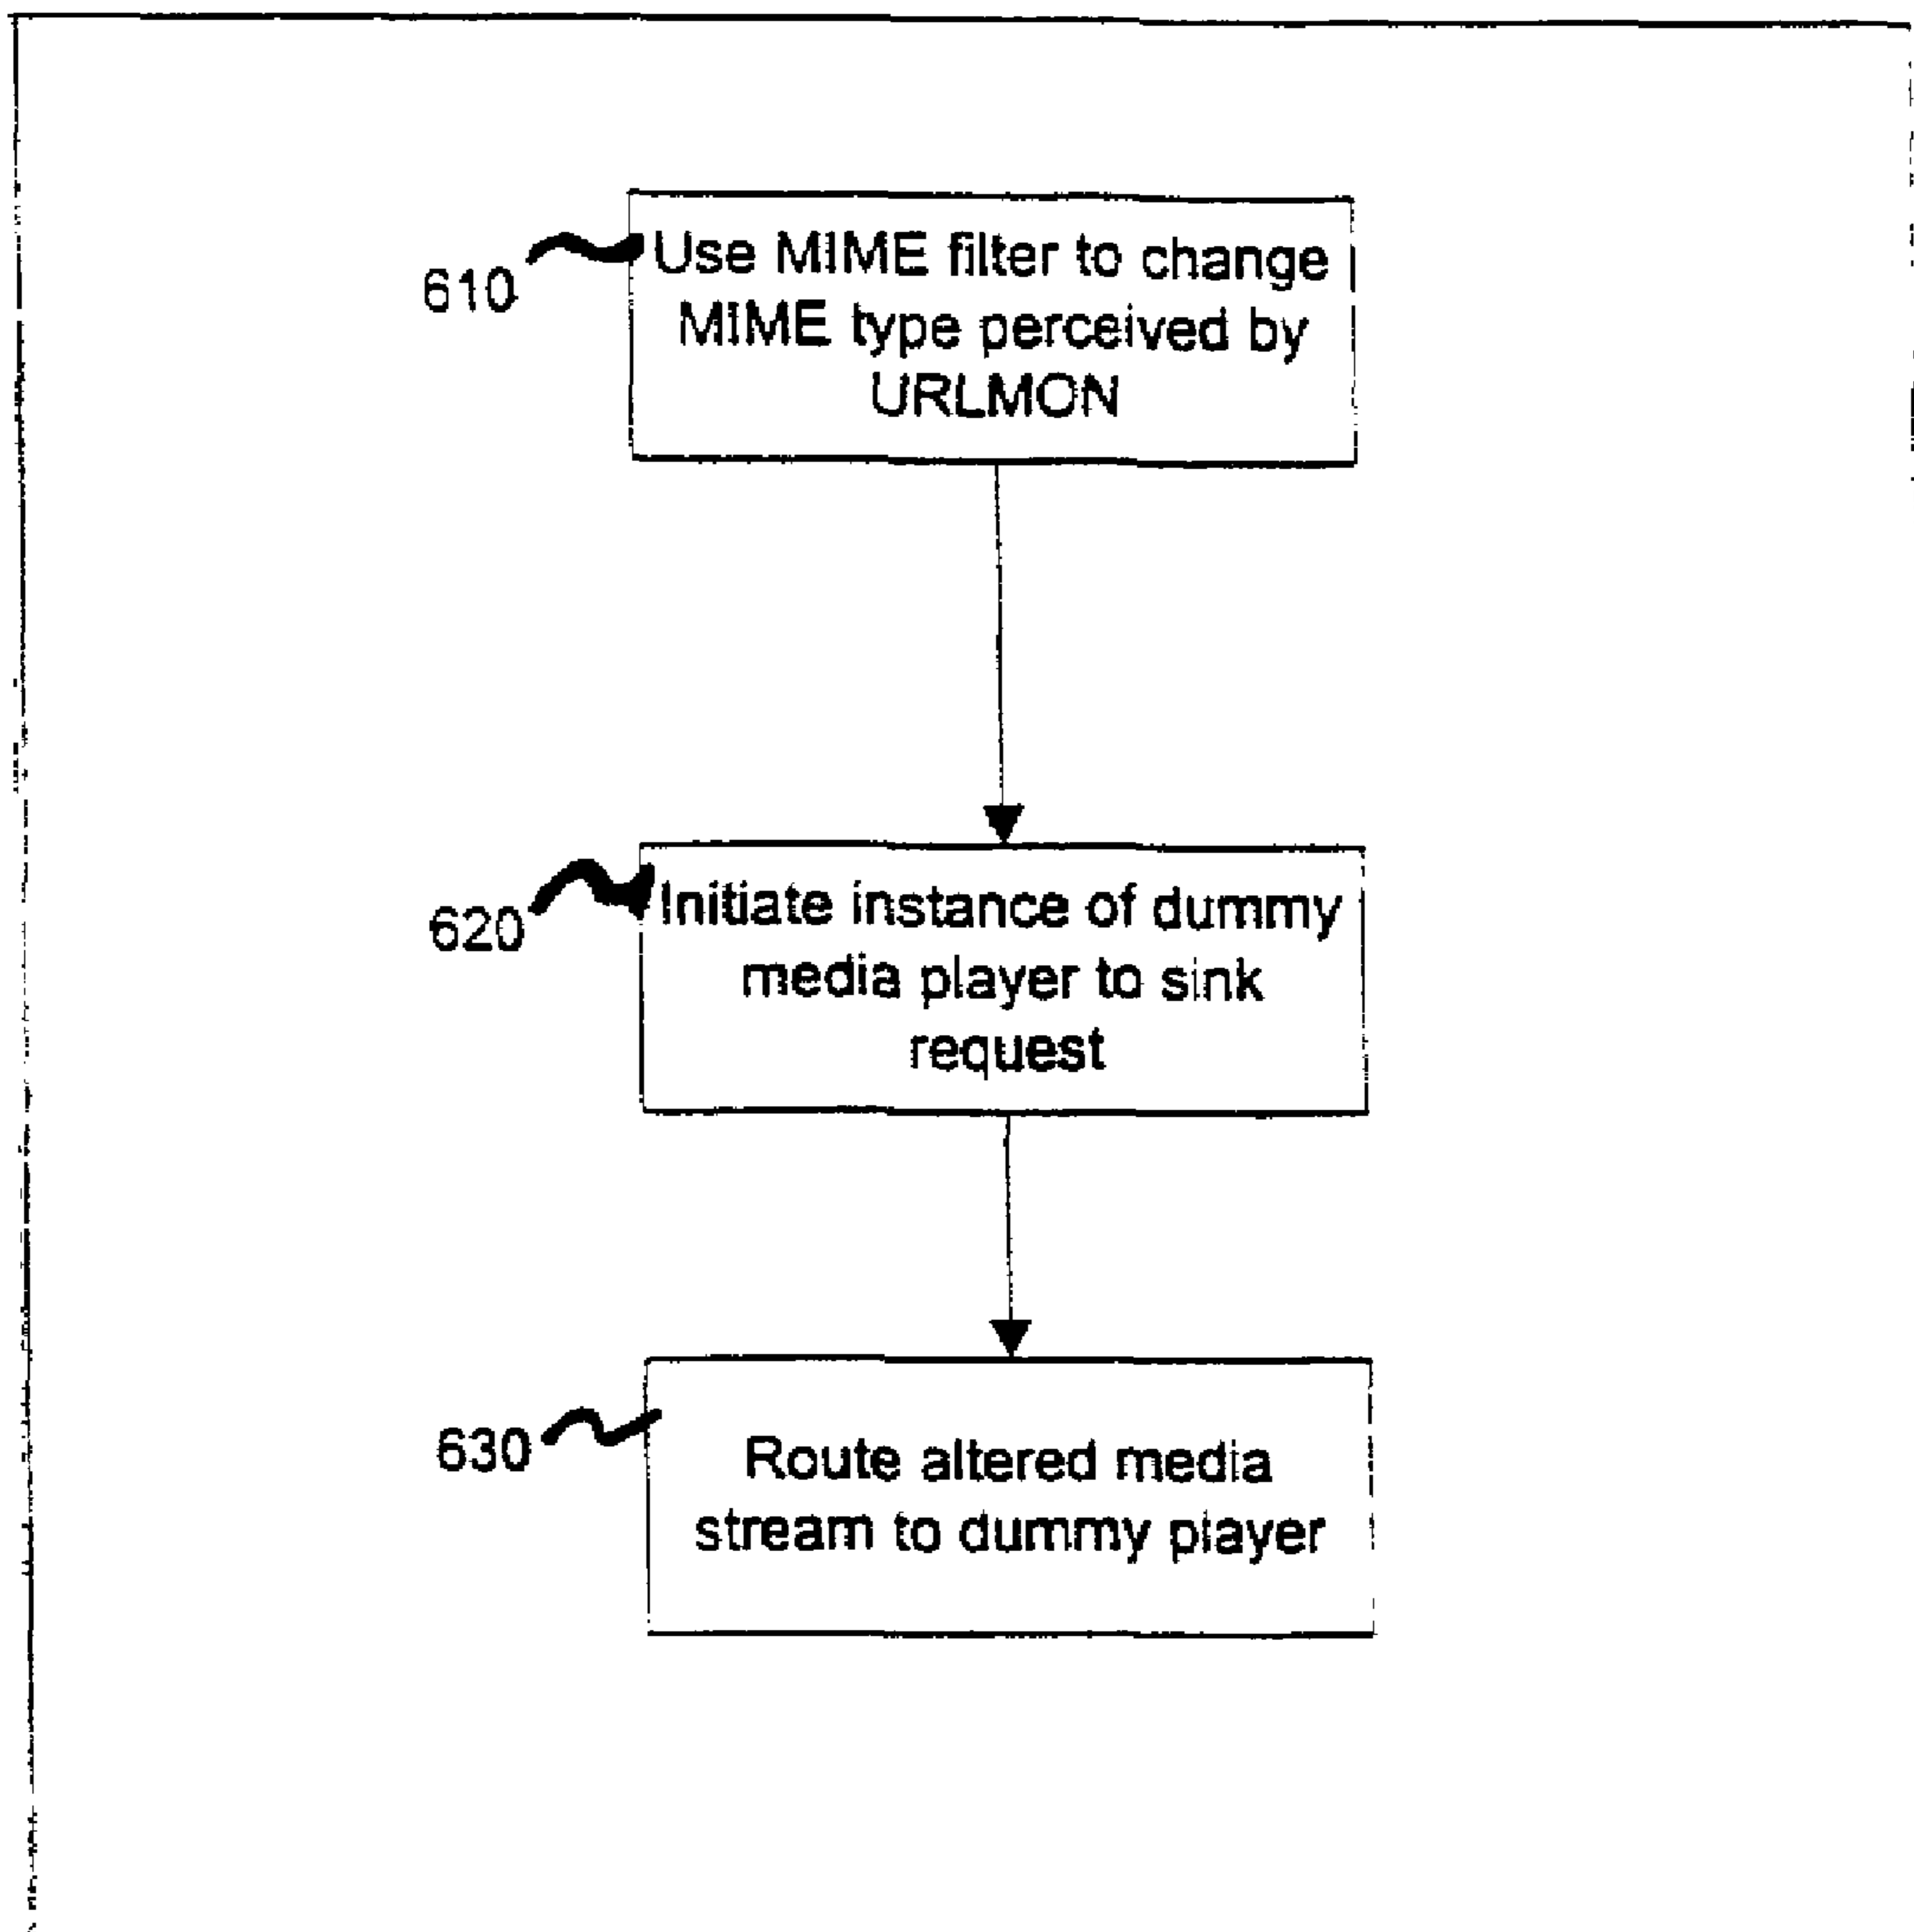 610
Use MIME filter to change
MIME type perceived by
URLMON
620
Initiate instance of dummy
media player to sink
request
630
Route altered media
stream to dummy player